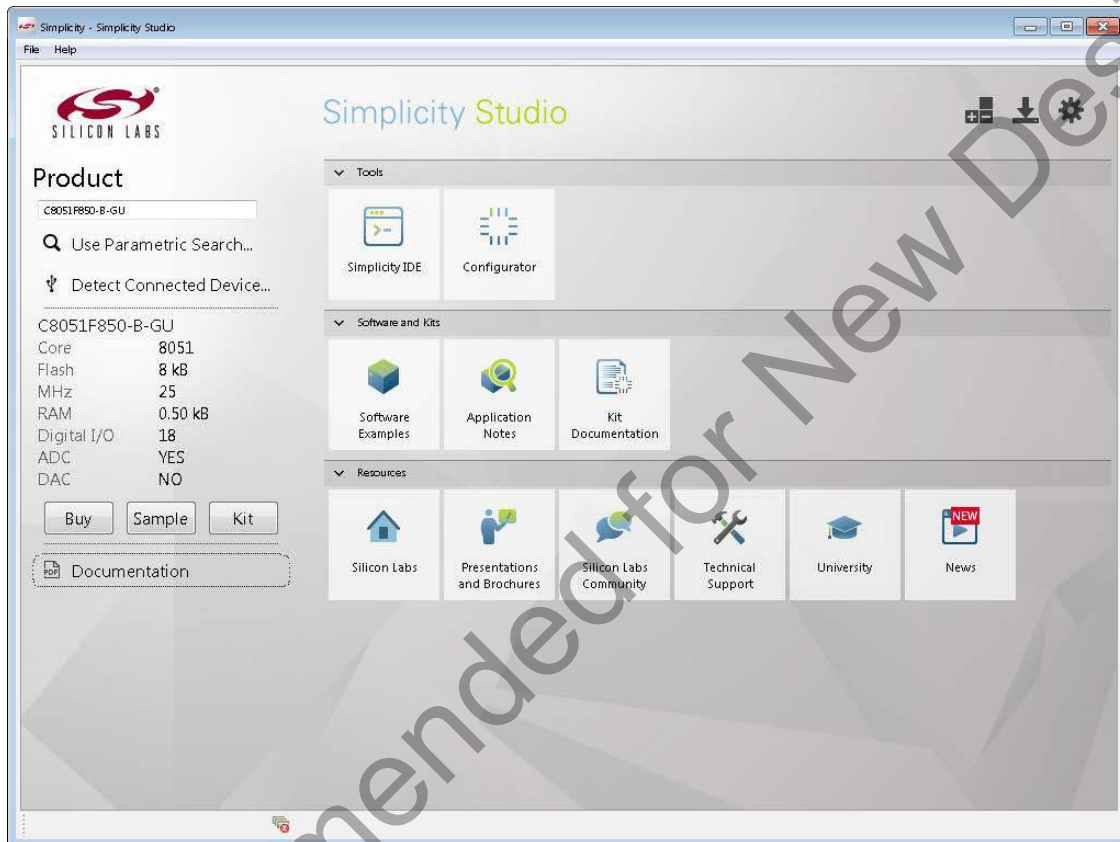 Simplicity - Simplicity Studio
File Help
SILICON LABS
Simplicity Studio
Product
C8051F850-B-GU
Use Parametric Search...
Detect Connected Device...
C8051F850-B-GU
Core 8051
Flash 8 kB
MHz 25
RAM 0.50 kB
Digital I/O 18
ADC YES
DAC NO
Buy Sample Kit
PDF Documentation
Tools
Simplicity IDE
Configurator
Software and Kits
Software
Examples
Application
Notes
Kit
Documentation
Resources
Silicon Labs
Presentations
and Brochures
Silicon Labs
Community
Technical
Support
University
NEW
News
mended for New Des